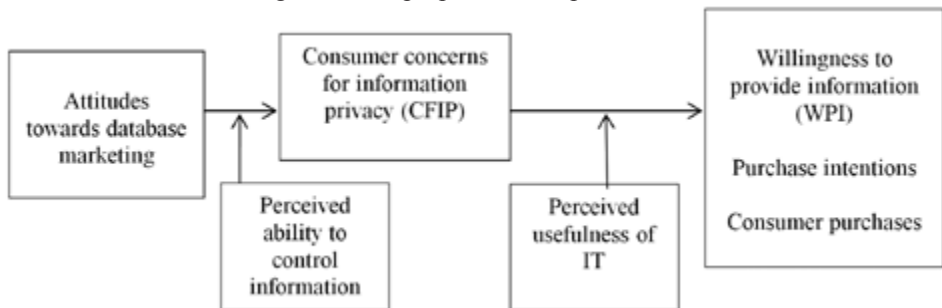 Attitudes
towards database
marketing
Consumer concerns
for information
privacy (CFIP)
Willingness to
provide information
(WPI)
Purchase intentions
Consumer purchases
Perceived
ability to
control
information
Perceived
usefulness of
IT